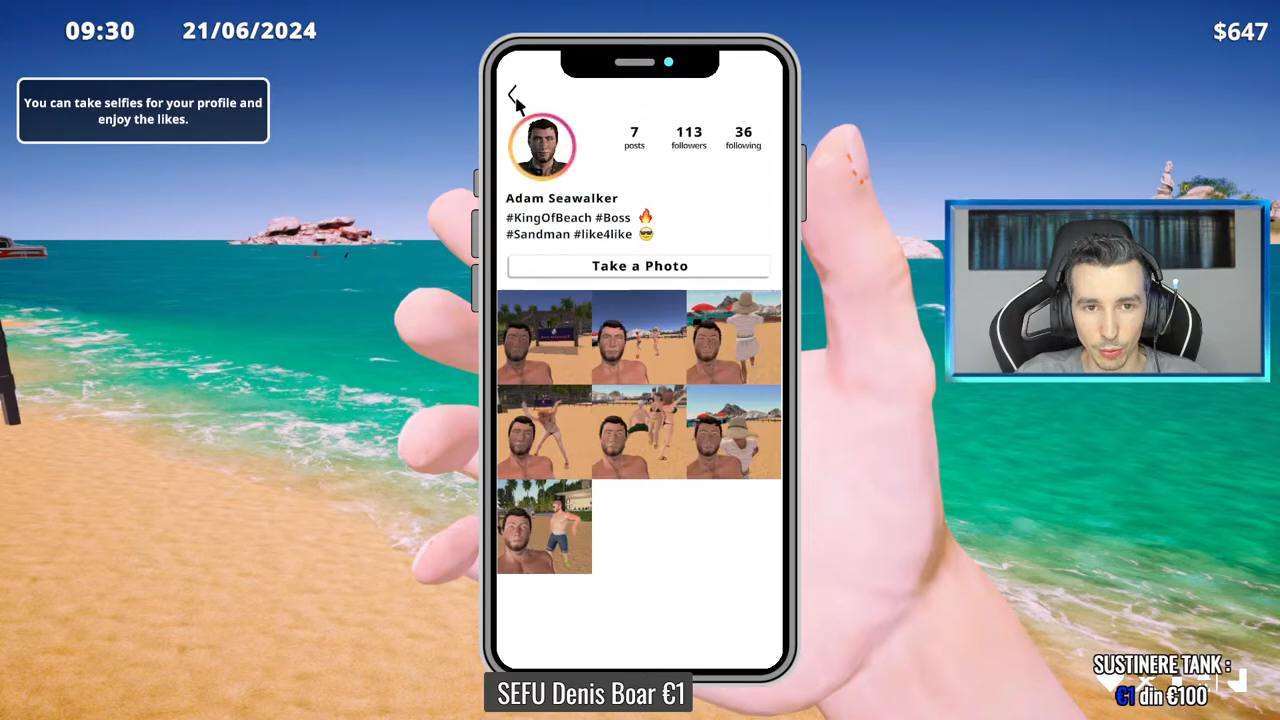 09:30 21/06/2024
$647
You can take selfies for your profile and
enjoy the likes.
7 113 36
posts followers following
Adam Seawalker
#KingOfBeach #Boss 🔥
#Sandman #like4like 😎
Take a Photo
SUSTINERE TANK :
€1 din €100
SEFU Denis Boar €1